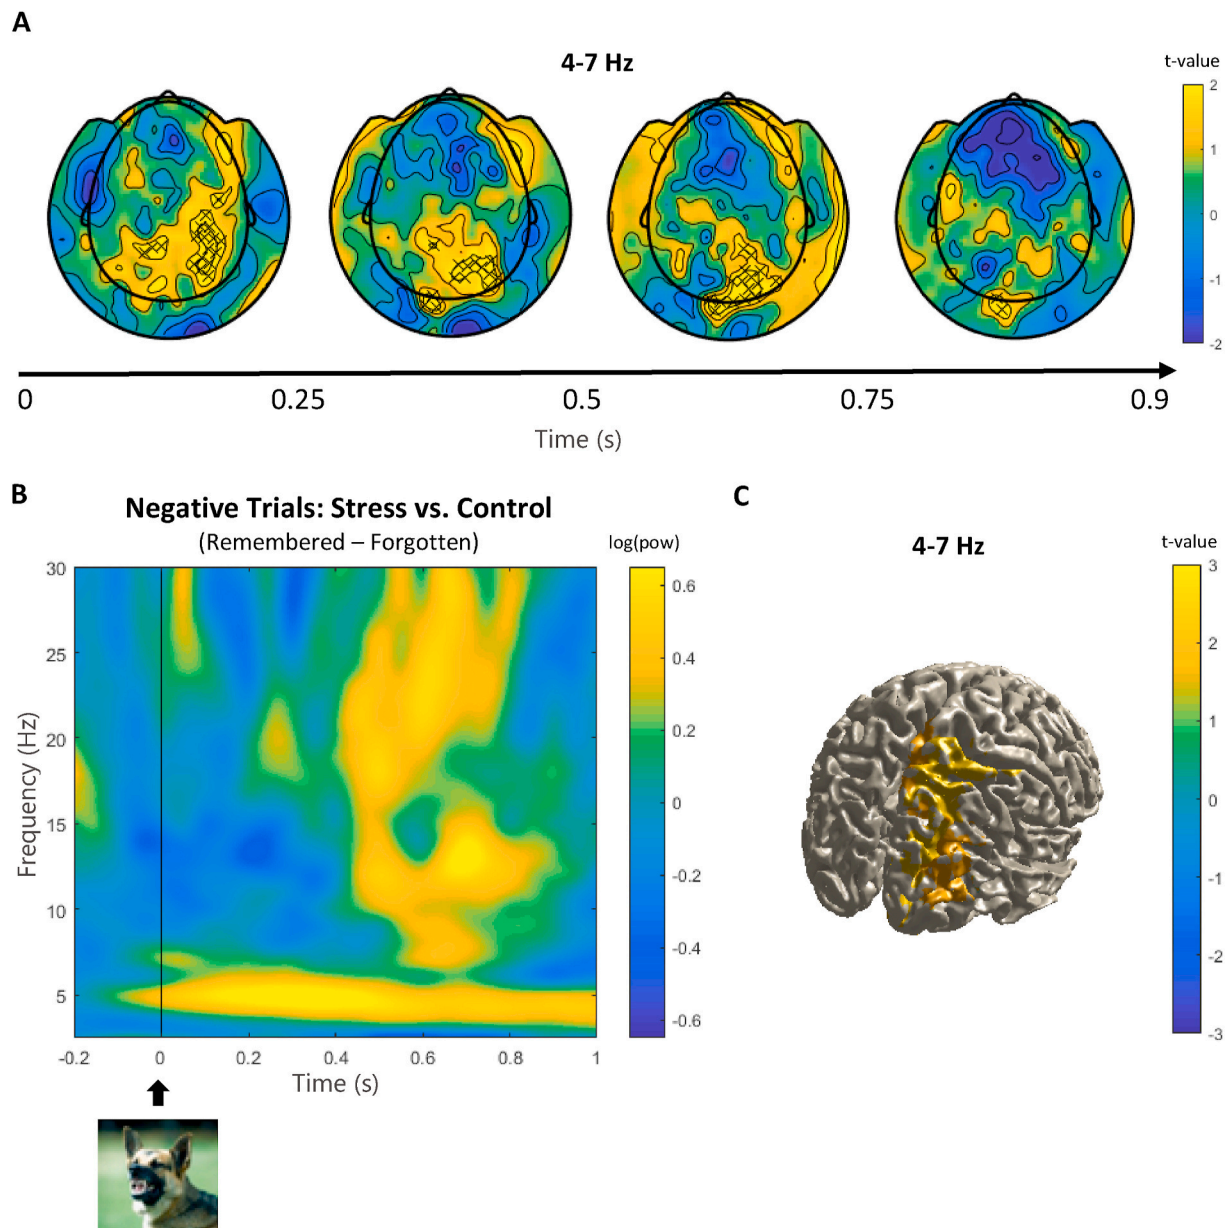 A
4-7 Hz
t-value
2
1
0
-1
-2
0 0.25 0.5 0.75 0.9
Time (s)
B
Negative Trials: Stress vs. Control
(Remembered – Forgotten)
log(pow)
30
25
20
15
10
5
Frequency (Hz)
-0.2 0 0.2 0.4 0.6 0.8 1
Time (s)
0.6
0.4
0.2
0
-0.2
-0.4
-0.6
C
4-7 Hz
t-value
3
2
1
0
-1
-2
-3